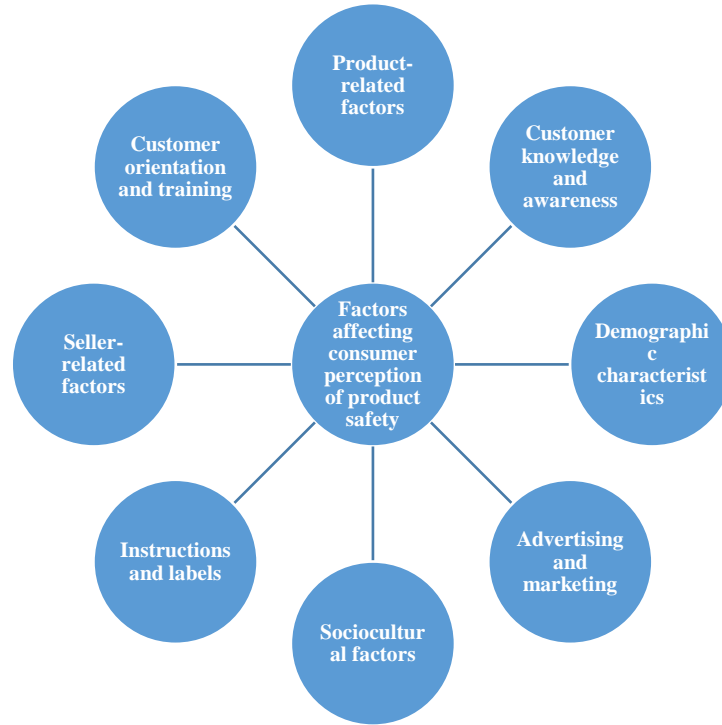 Product-
related
factors
Customer
knowledge
and
awareness
Demographi
c
characterist
ics
Advertising
and
marketing
Sociocultur
al factors
Instructions
and labels
Seller-
related
factors
Customer
orientation
and training
Factors
affecting
consumer
perception
of product
safety